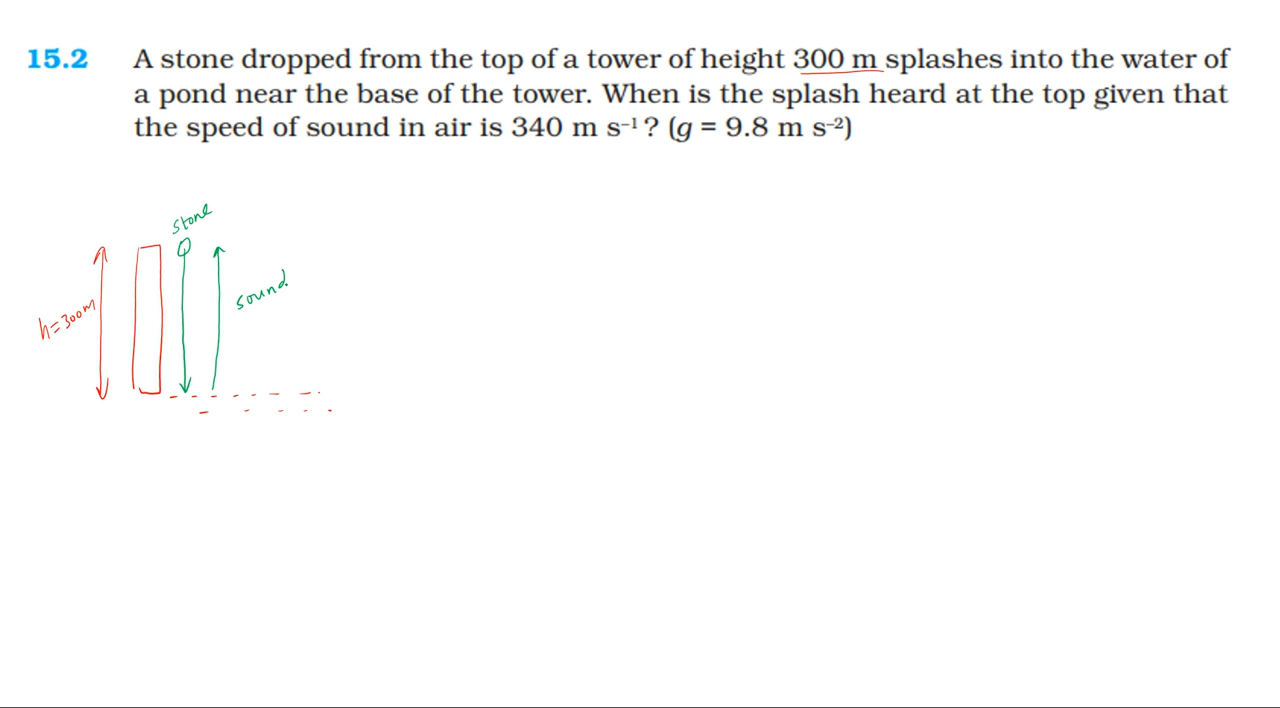 15.2 A stone dropped from the top of a tower of height 300 m splashes into the water of
a pond near the base of the tower. When is the splash heard at the top given that
the speed of sound in air is 340 m s⁻¹ ? (g = 9.8 m s⁻²)
stone
sound
h=300m